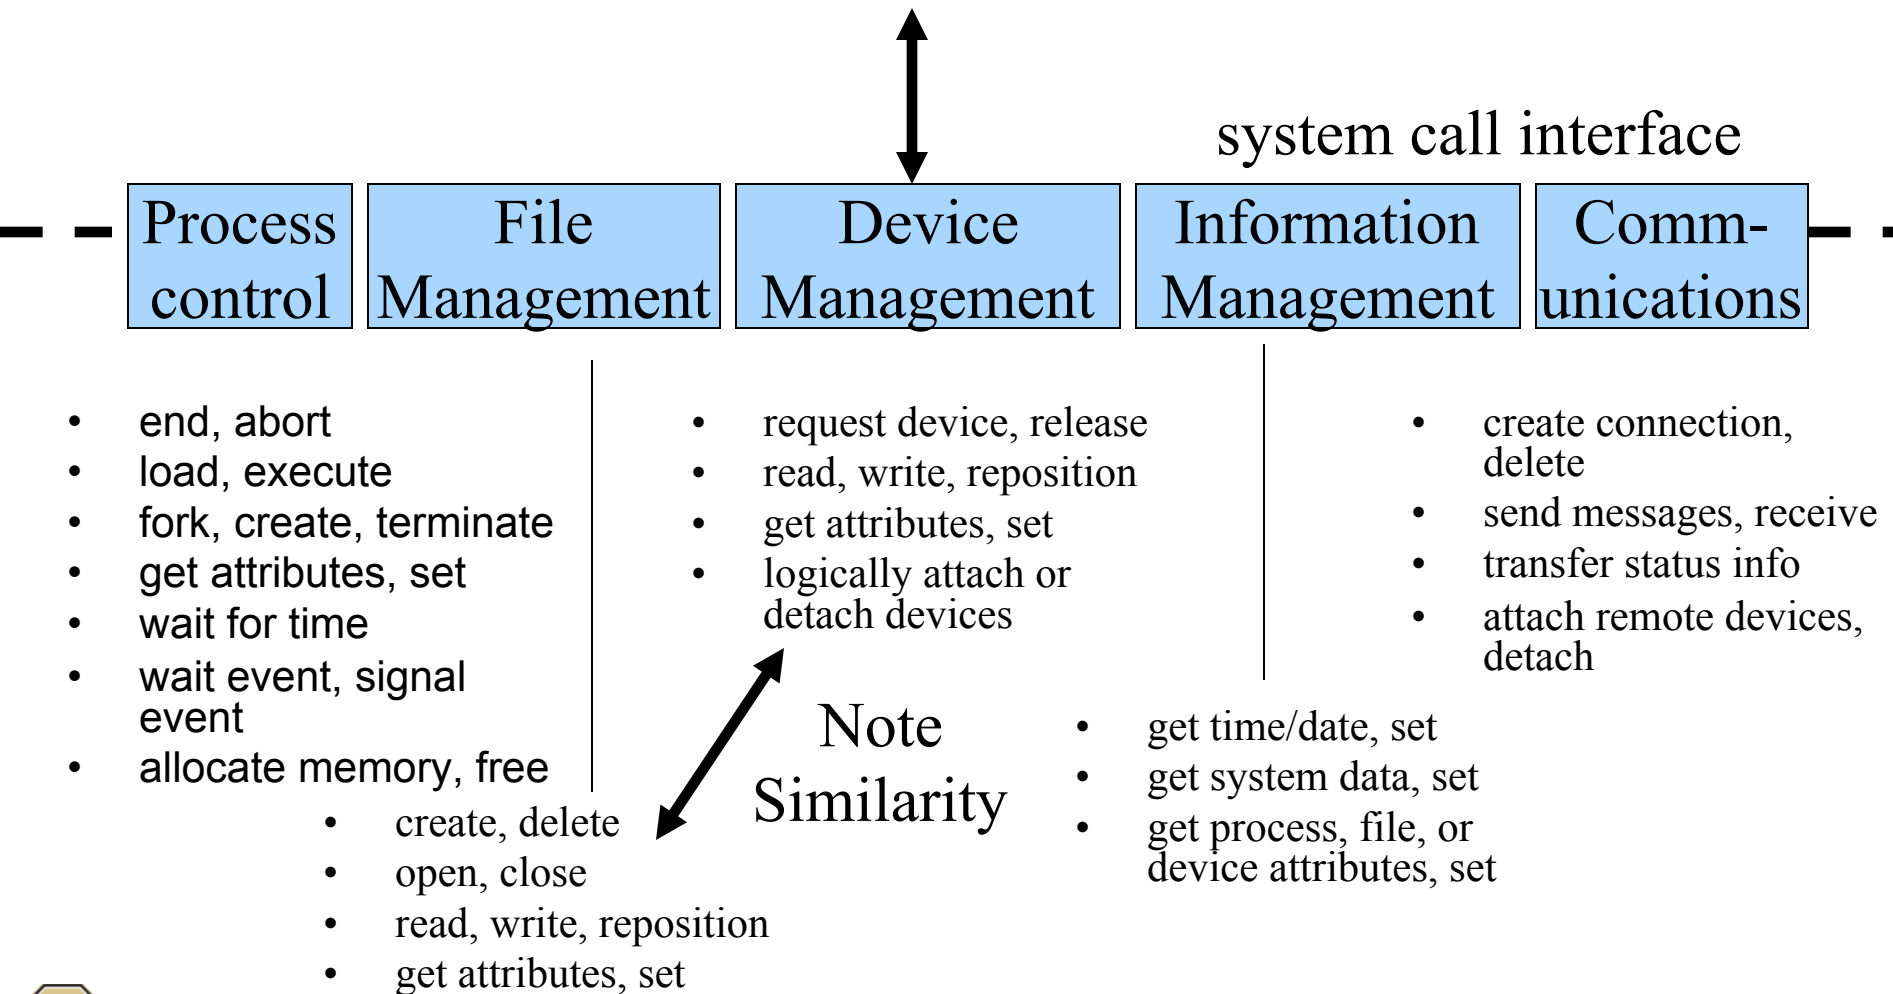 system call interface
Process
control
File
Management
Device
Management
Information
Management
Comm-
unications
• end, abort
• load, execute
• fork, create, terminate
• get attributes, set
• wait for time
• wait event, signal
event
• allocate memory, free
• create, delete
• open, close
• read, write, reposition
• get attributes, set
• request device, release
• read, write, reposition
• get attributes, set
• logically attach or
detach devices
Note
Similarity
• get time/date, set
• get system data, set
• get process, file, or
device attributes, set
• create connection,
delete
• send messages, receive
• transfer status info
• attach remote devices,
detach